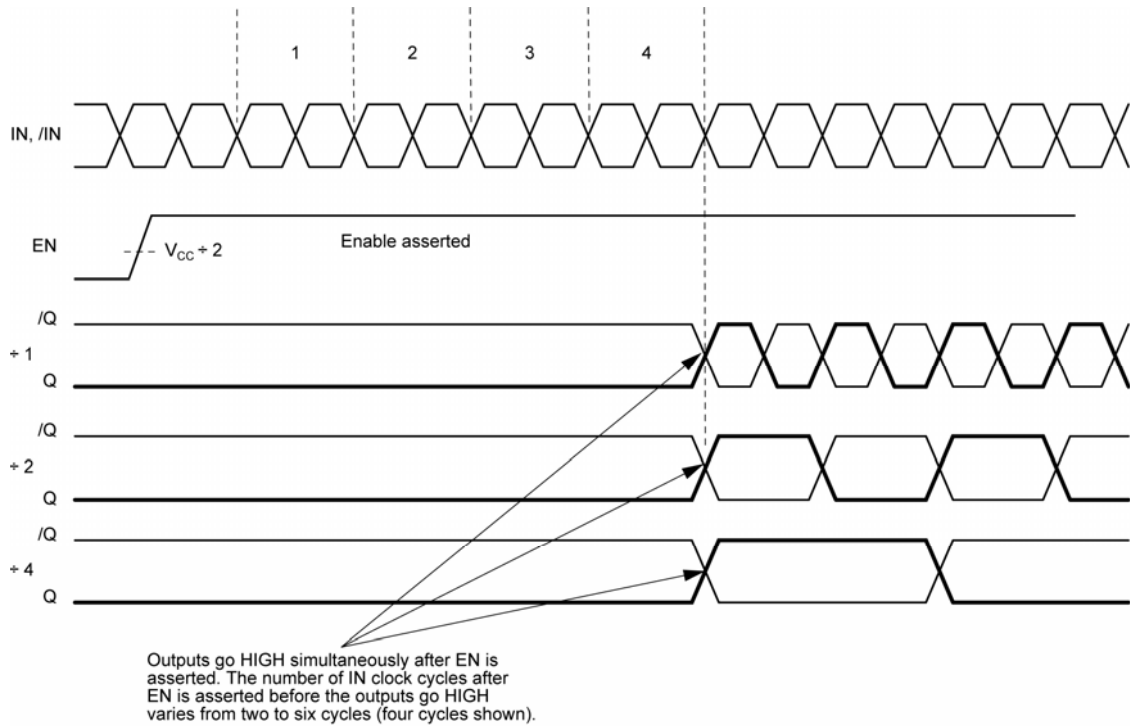 1 2 3 4
IN, /IN
EN
VCC ÷ 2
Enable asserted
/Q
÷ 1
Q
/Q
÷ 2
Q
/Q
÷ 4
Q
Outputs go HIGH simultaneously after EN is
asserted. The number of IN clock cycles after
EN is asserted before the outputs go HIGH
varies from two to six cycles (four cycles shown).